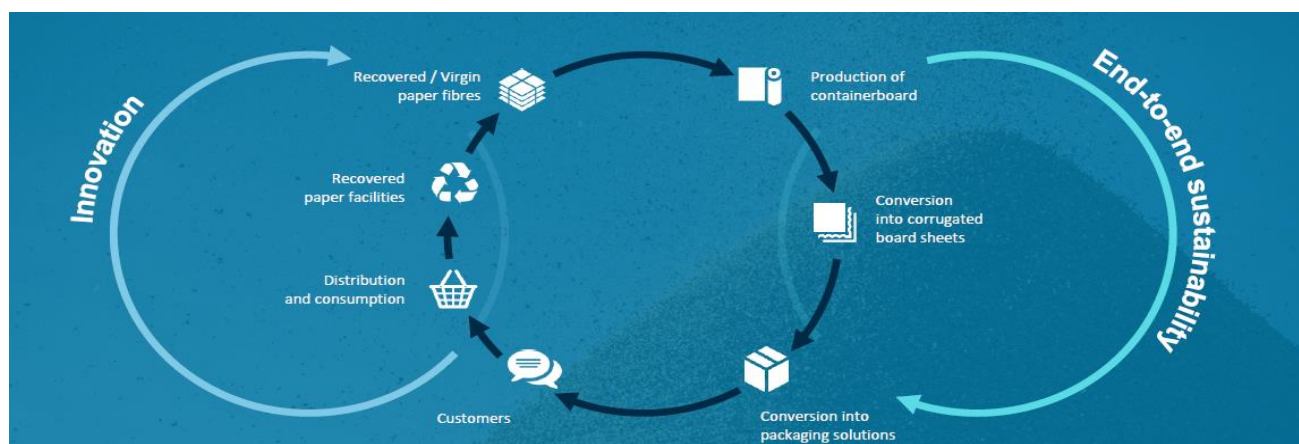 Innovation
Recovered / Virgin
paper fibres
Production of
containerboard
End-to-end sustainability
Recovered
paper facilities
Conversion
into corrugated
board sheets
Distribution
and consumption
Customers
Conversion into
packaging solutions